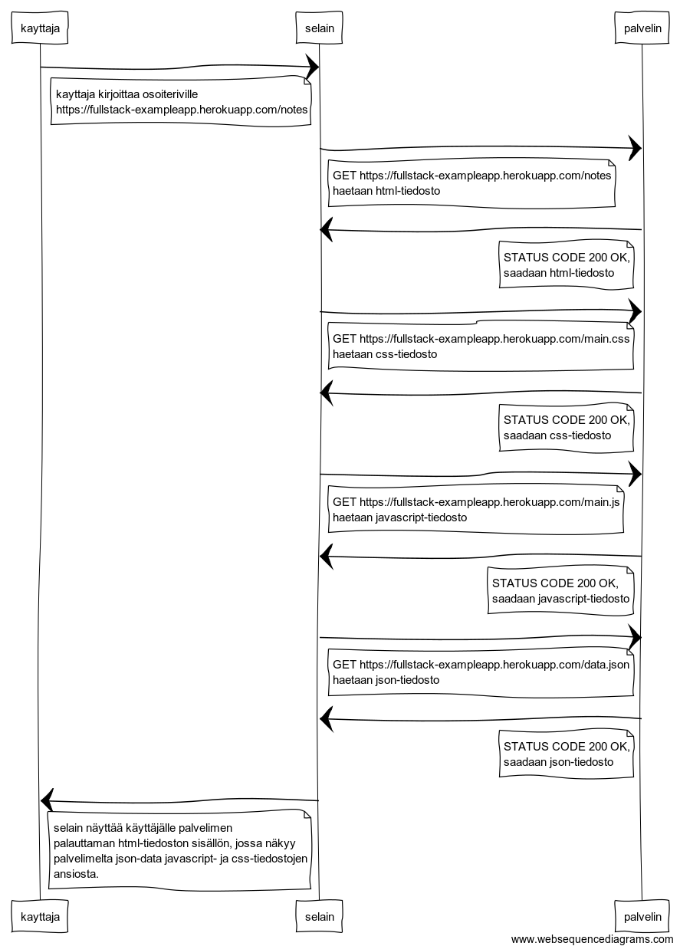 kayttaja
selain
palvelin
kayttaja kirjoittaa osoiteriville
https://fullstack-exampleapp.herokuapp.com/notes
GET https://fullstack-exampleapp.herokuapp.com/notes
haetaan html-tiedosto
STATUS CODE 200 OK,
saadaan html-tiedosto
GET https://fullstack-exampleapp.herokuapp.com/main.css
haetaan css-tiedosto
STATUS CODE 200 OK,
saadaan css-tiedosto
GET https://fullstack-exampleapp.herokuapp.com/main.js
haetaan javascript-tiedosto
STATUS CODE 200 OK,
saadaan javascript-tiedosto
GET https://fullstack-exampleapp.herokuapp.com/data.json
haetaan json-tiedosto
STATUS CODE 200 OK,
saadaan json-tiedosto
selain näyttää käyttäjälle palvelimen
palauttaman html-tiedoston sisällön, jossa näkyy
palvelimelta json-data javascript- ja css-tiedostojen
ansiosta.
kayttaja
selain
palvelin
www.websequencediagrams.com